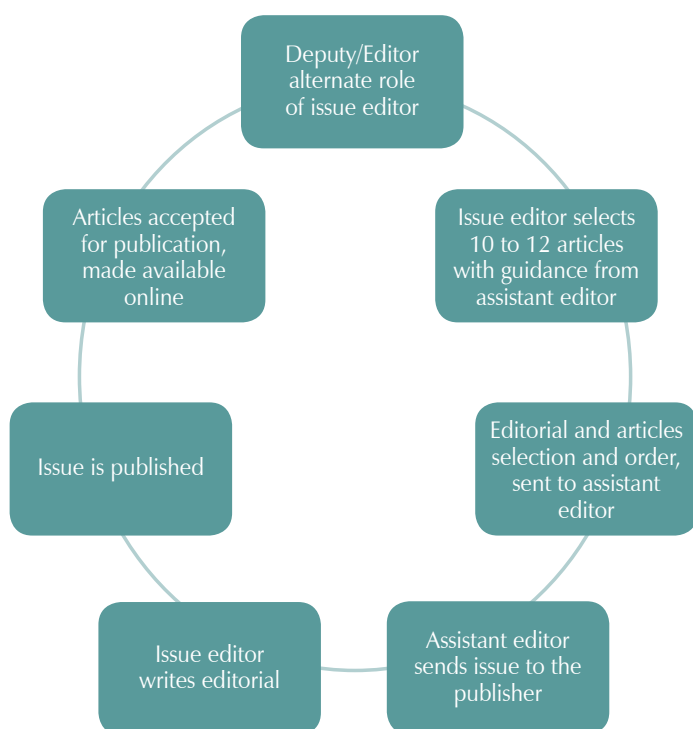 Deputy/Editor
alternate role
of issue editor
Issue editor selects
10 to 12 articles
with guidance from
assistant editor
Editorial and articles
selection and order,
sent to assistant
editor
Assistant editor
sends issue to the
publisher
Issue editor
writes editorial
Issue is published
Articles accepted
for publication,
made available
online